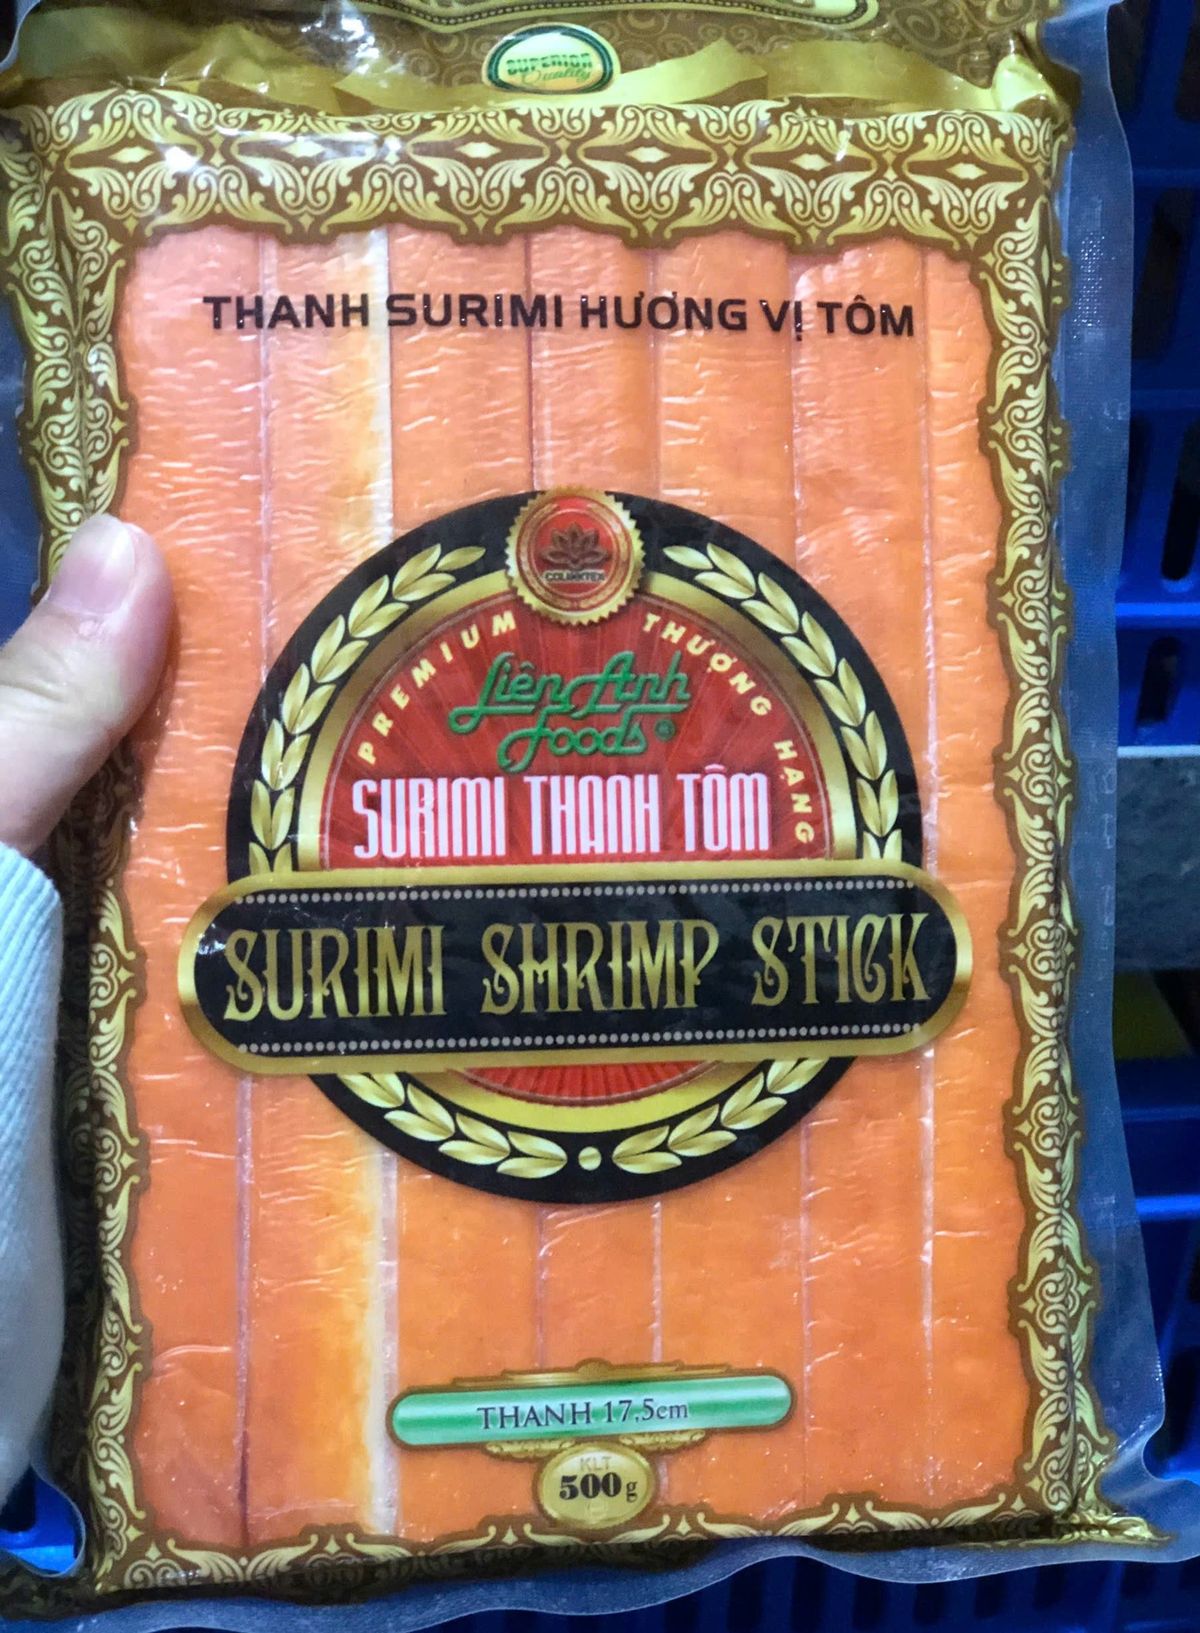 SUPERIOR
Quality
THANH SURIMI HƯƠNG VỊ TÔM
COLINKTEX
PREMIUM THƯỢNG HẠNG
Liên Anh
Foods ®
SURIMI THANH TÔM
SURIMI SHRIMP STICK
THANH 17,5cm
KLT
500g